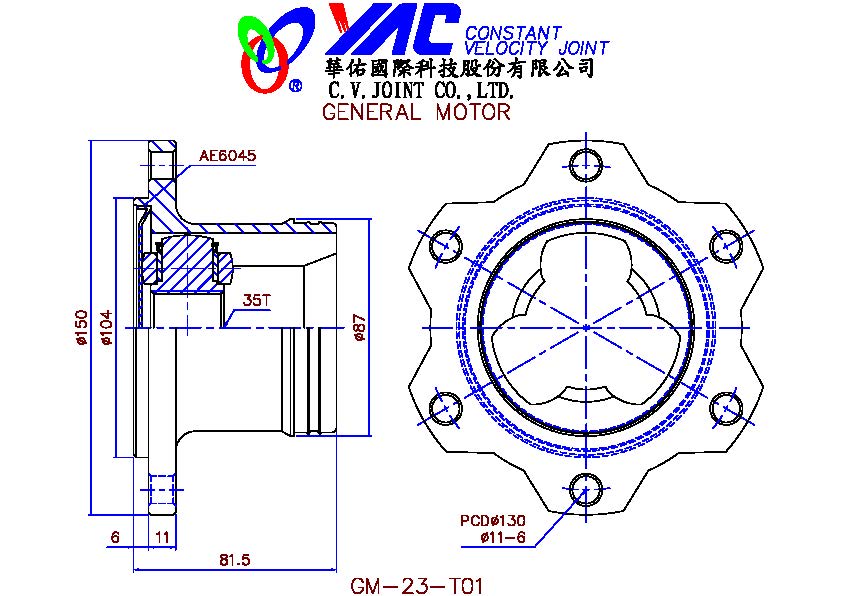 YAC CONSTANT
VELOCITY JOINT
®
華佑國際科技股份有限公司
C.V.JOINT CO.,LTD.
GENERAL MOTOR
AE6045
35T
ø150
ø104
ø87
6
11
81.5
PCDø130
ø11-6
GM-23-T01